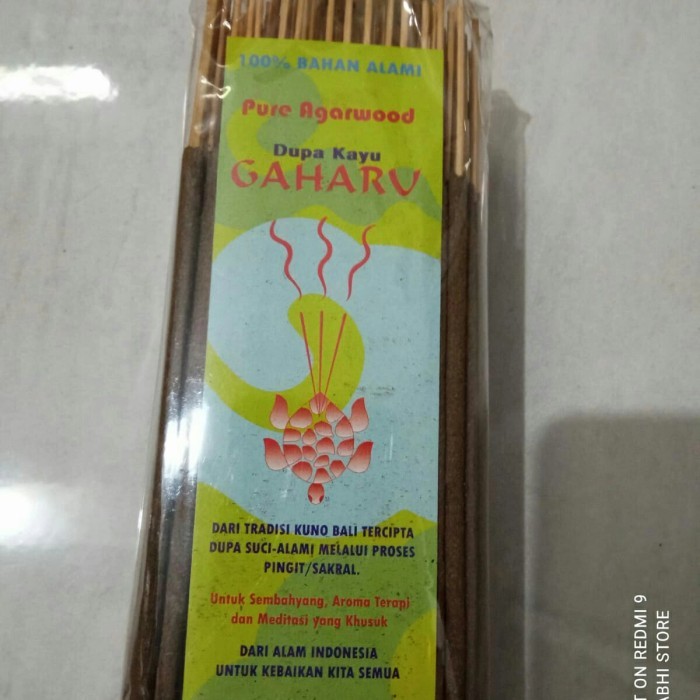 100% BAHAN ALAMI
Pure Agarwood
Dupa Kayu
GAHARU
DARI TRADISI KUNO BALI TERCIPTA
DUPA SUCI-ALAMI MELALUI PROSES
PINGIT/SAKRAL.
Untuk Sembahyang, Aroma Terapi
dan Meditasi yang Khusuk
DARI ALAM INDONESIA
UNTUK KEBAIKAN KITA SEMUA
ON REDMI 9
STORE